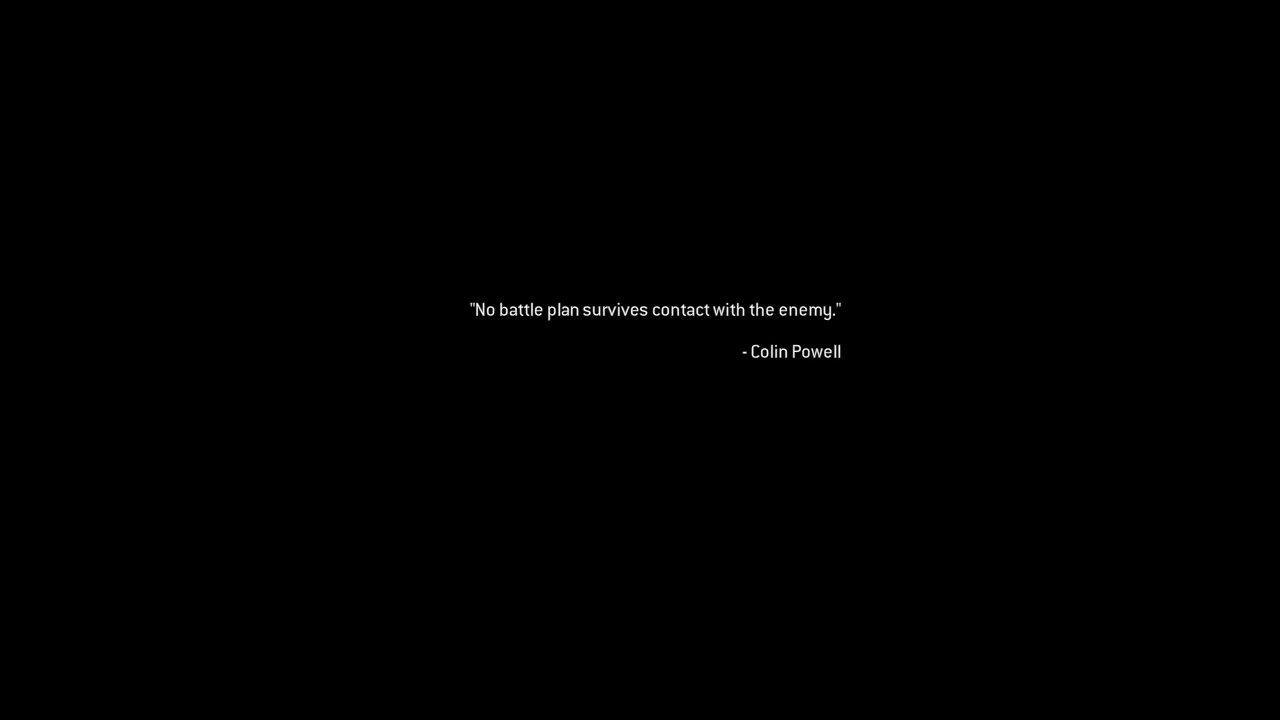 "No battle plan survives contact with the enemy."
- Colin Powell